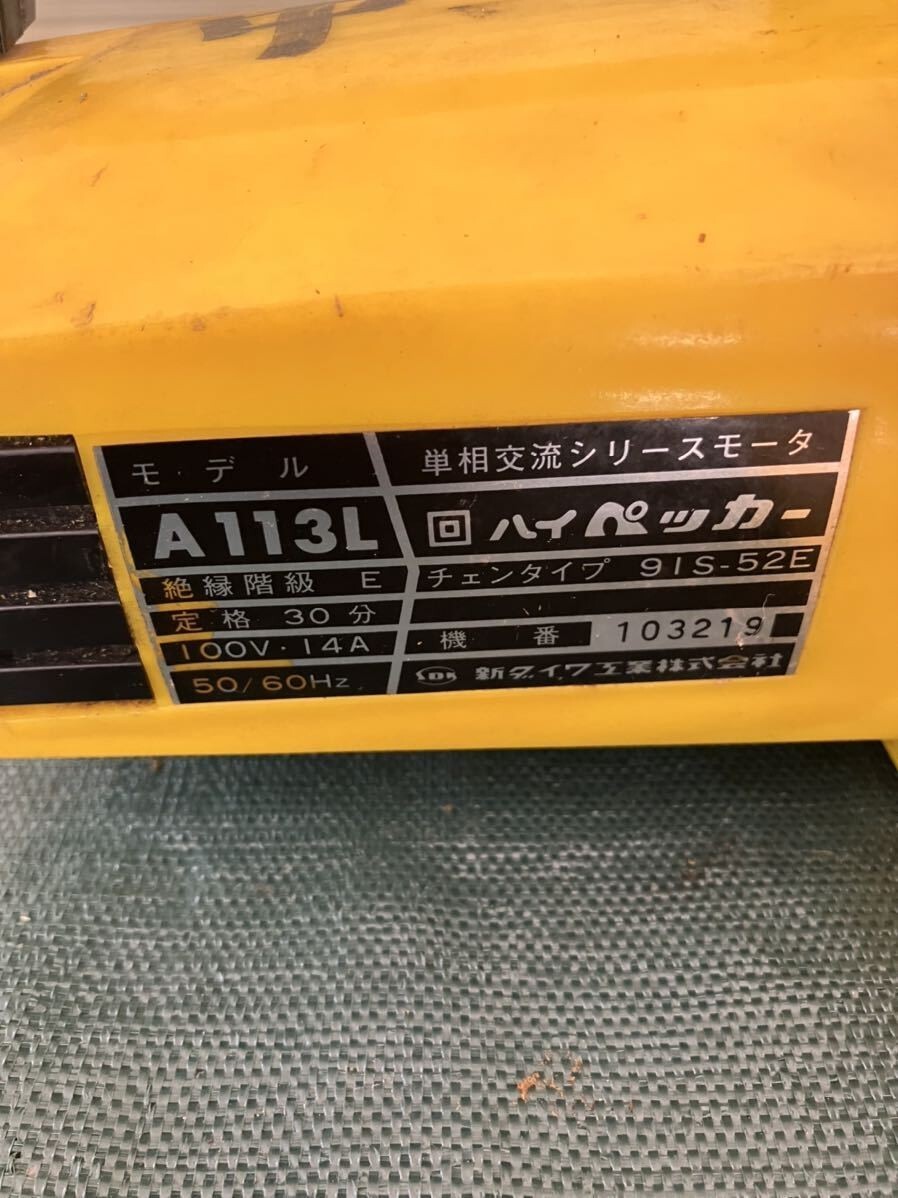 モデル
A113L
絶縁階級 E
定格 30分
100V・14A
50/60Hz
単相交流シリースモータ
回 ハイペッカー
チェンタイプ 91S-52E
機番 103219
新ダイワ工業株式会社